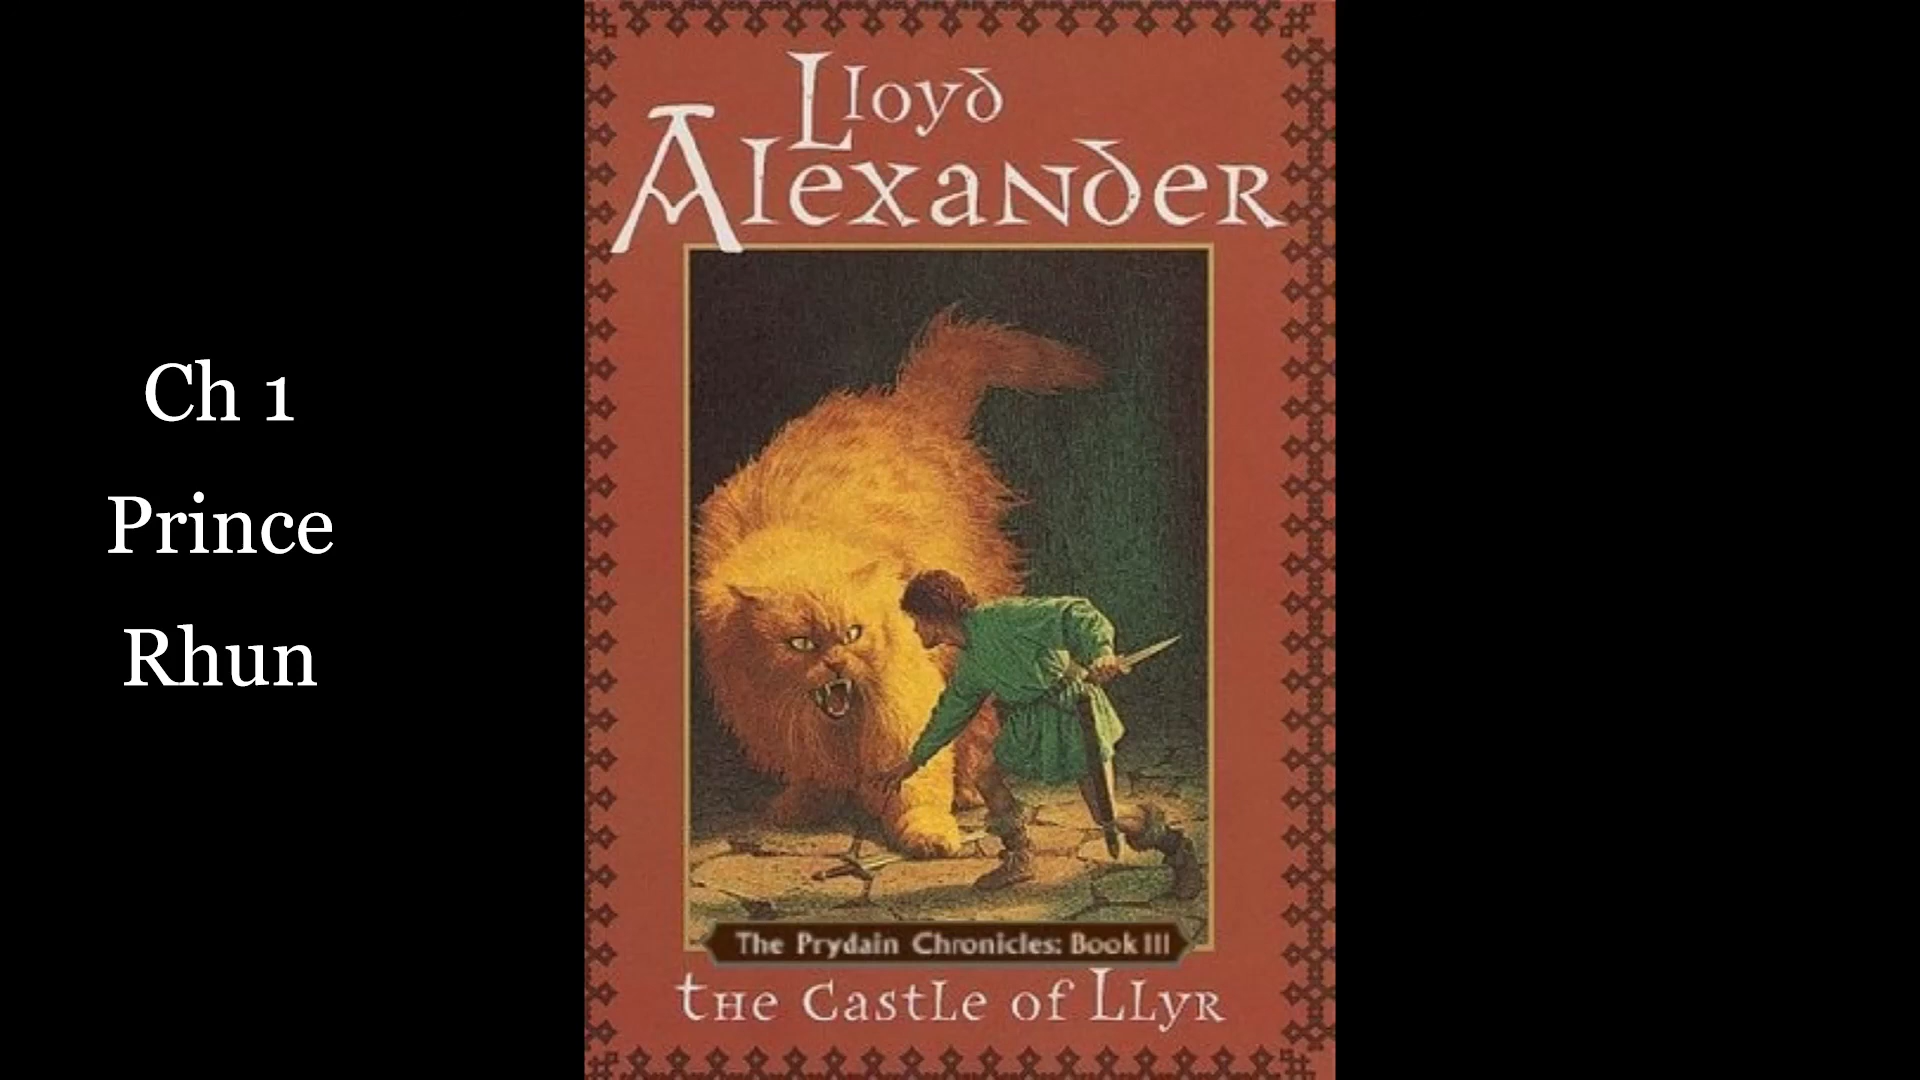 Ch 1
Prince
Rhun
Lloyd
Alexander
The Prydain Chronicles: Book III
the Castle of Llyr